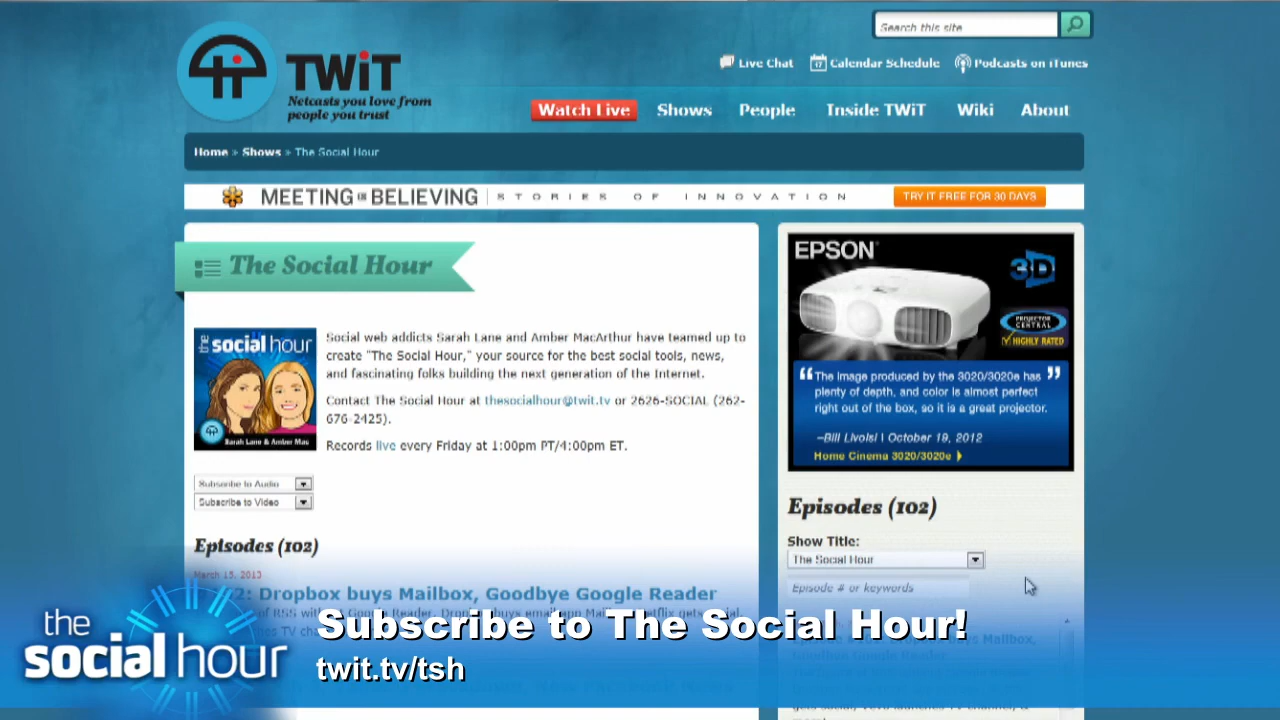 Search this site
TWiT
Netcasts you love from
people you trust
Live Chat
17
Calendar Schedule
Podcasts on iTunes
Watch Live
Shows
People
Inside TWiT
Wiki
About
Home » Shows » The Social Hour
MEETING IS BELIEVING
STORIES OF INNOVATION
TRY IT FREE FOR 30 DAYS
The Social Hour
the social hour
Sarah Lane & Amber Mac
Social web addicts Sarah Lane and Amber MacArthur have teamed up to
create "The Social Hour," your source for the best social tools, news,
and fascinating folks building the next generation of the Internet.
Contact The Social Hour at thesocialhour@twit.tv or 2626-SOCIAL (262-
676-2425).
Records live every Friday at 1:00pm PT/4:00pm ET.
Subscribe to Audio
Subscribe to Video
Episodes (102)
March 15, 2013
2: Dropbox buys Mailbox, Goodbye Google Reader
EPSON
3D
PROJECTOR
CENTRAL
HIGHLY RATED
“The image produced by the 3020/3020e has
plenty of depth, and color is almost perfect
right out of the box, so it is a great projector.”
–Bill Livolsi | October 19, 2012
Home Cinema 3020/3020e
Episodes (102)
Show Title:
The Social Hour
Episode # or keywords
the
social hour
Subscribe to The Social Hour!
twit.tv/tsh